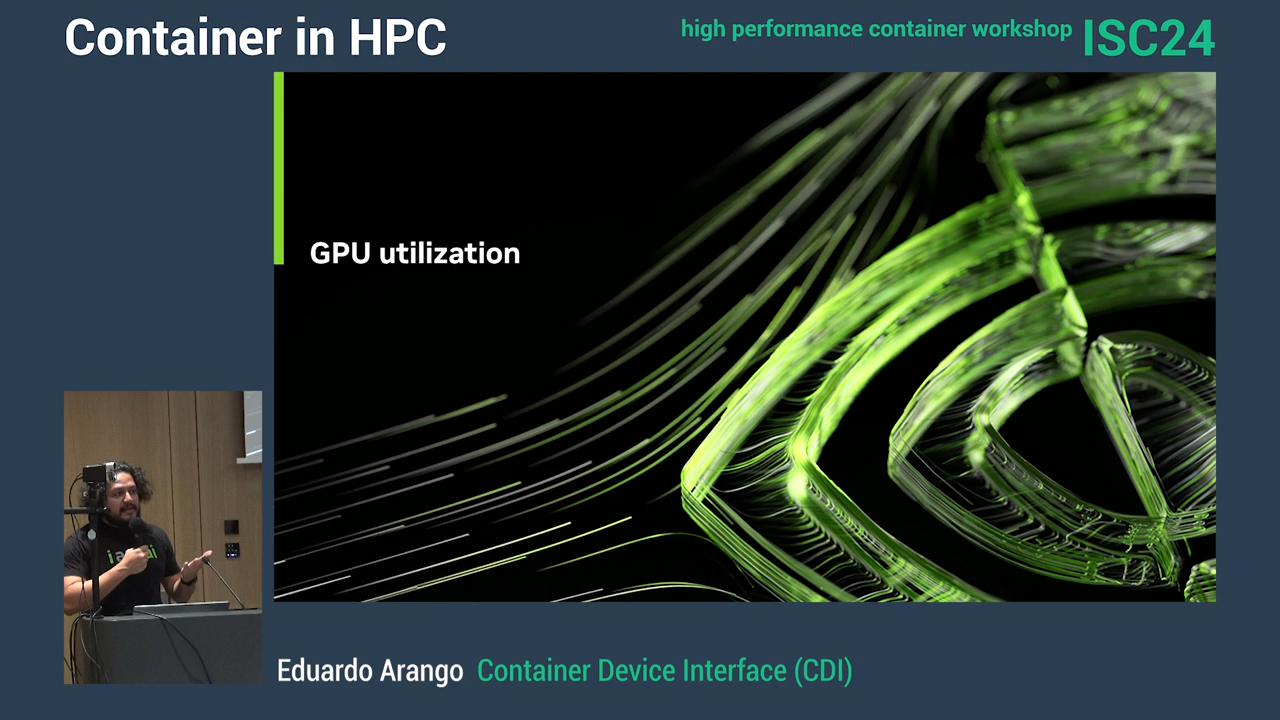 Container in HPC
high performance container workshop ISC24
GPU utilization
Eduardo Arango Container Device Interface (CDI)